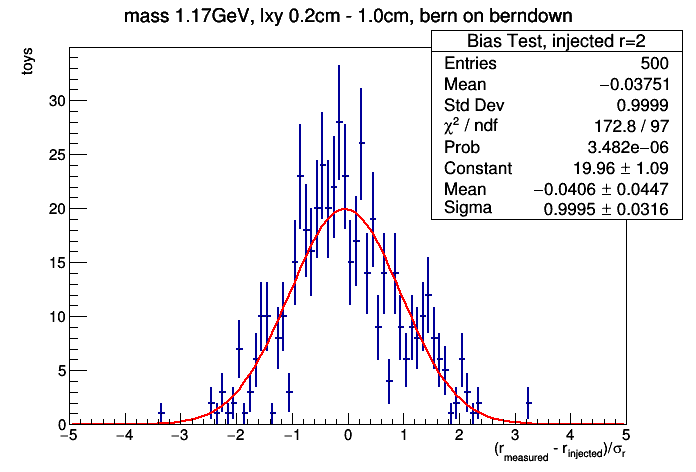 mass 1.17GeV, lxy 0.2cm - 1.0cm, bern on berndown
toys
Bias Test, injected r=2
Entries 500
Mean −0.03751
Std Dev 0.9999
χ² / ndf 172.8 / 97
Prob 3.482e−06
Constant 19.96 ± 1.09
Mean −0.0406 ± 0.0447
Sigma 0.9995 ± 0.0316
30
25
20
15
10
5
0
−5 −4 −3 −2 −1 0 1 2 3 4 5
(r_measured - r_injected)/σ_r